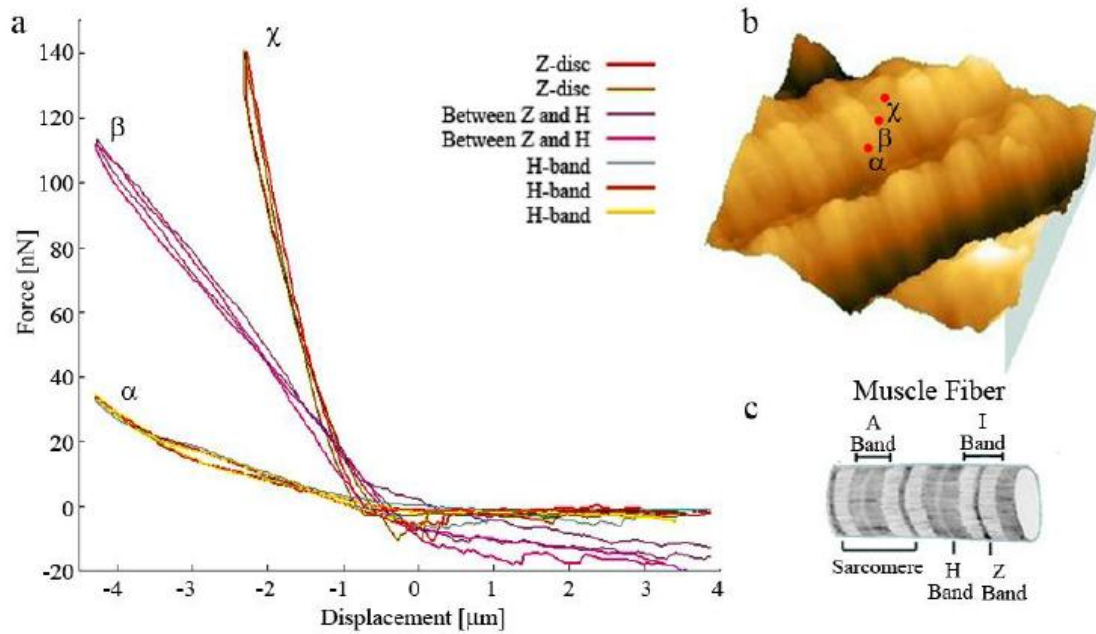 a
140
120
100
80
60
40
20
0
-20
Force [nN]
-4
-3
-2
-1
0
1
2
3
4
Displacement [μm]
χ
β
α
Z-disc
Z-disc
Between Z and H
Between Z and H
H-band
H-band
H-band
b
χ
β
α
c
Muscle Fiber
A
Band
I
Band
Sarcomere
H
Band
Z
Band